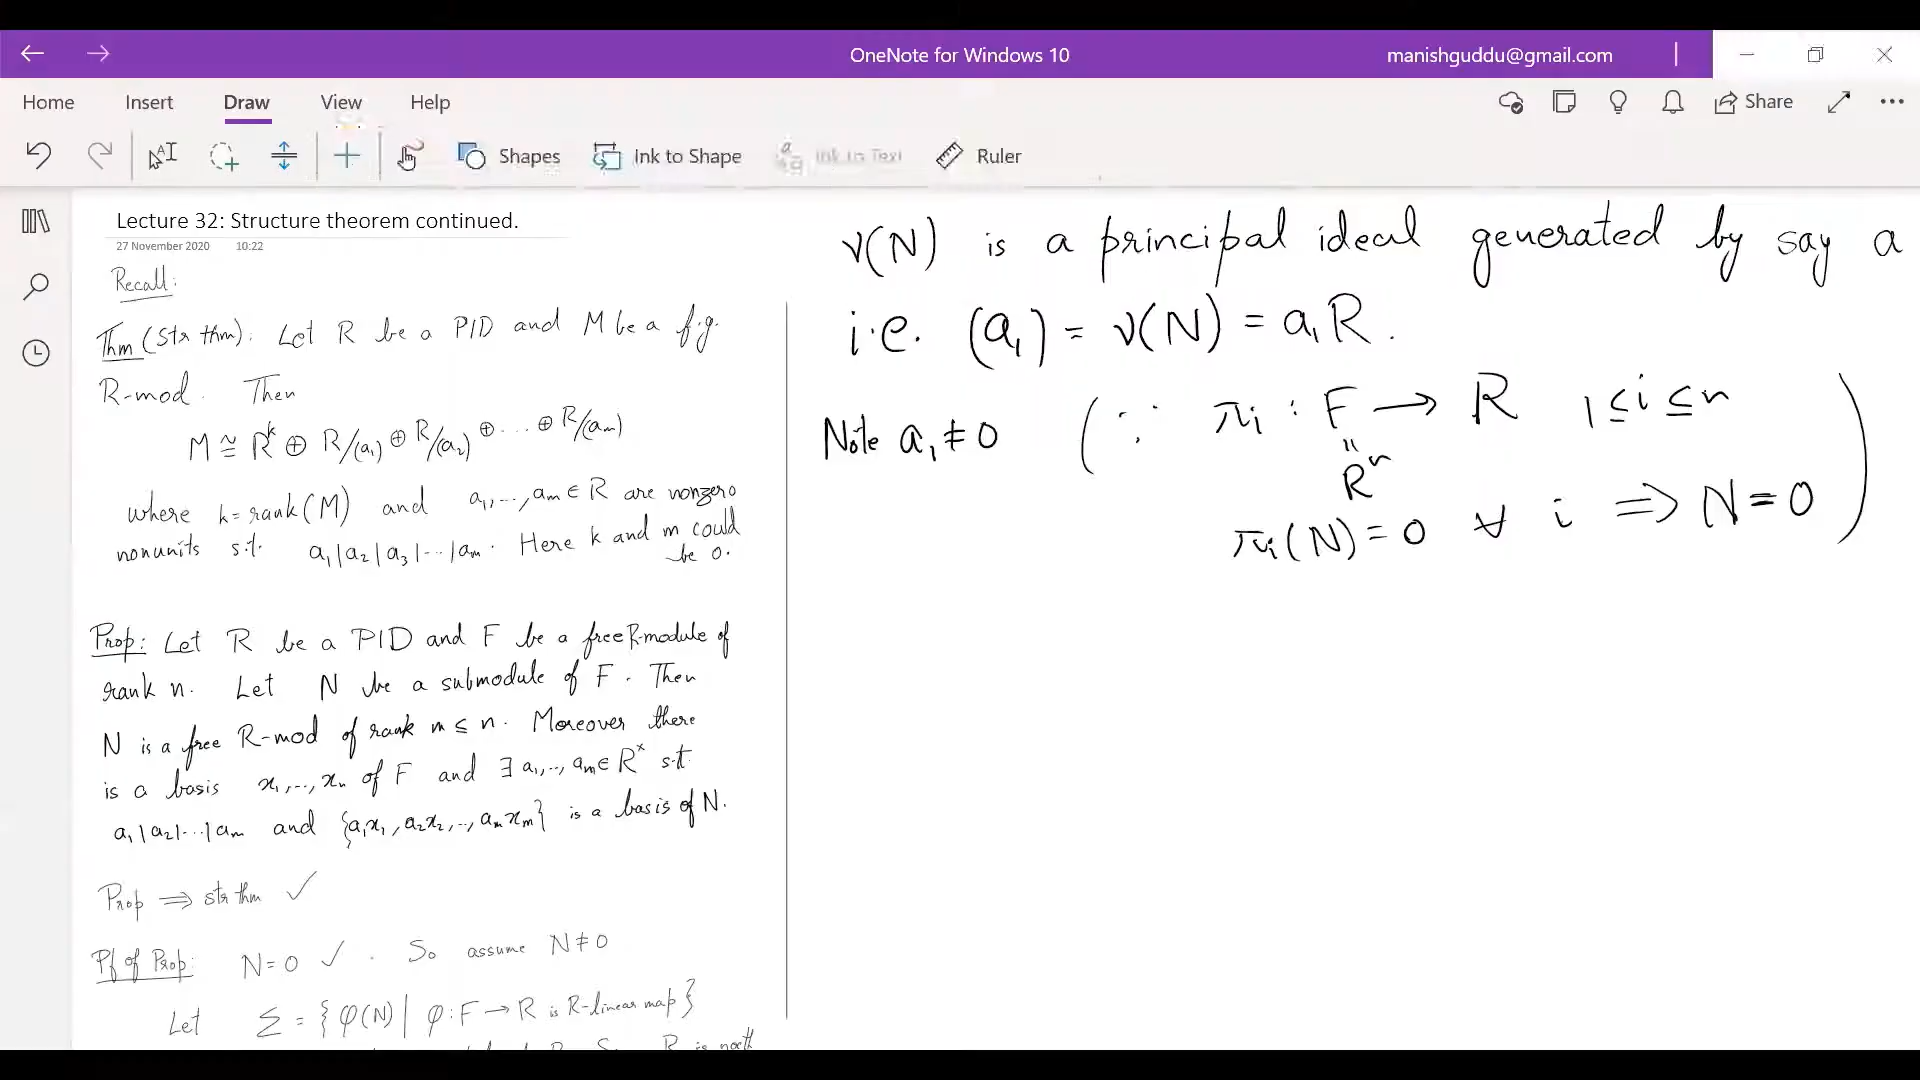 OneNote for Windows 10
manishguddu@gmail.com
Home Insert Draw View Help
Share
Shapes Ink to Shape Ink to Text Ruler
Lecture 32: Structure theorem continued.
27 November 2020 10:22
Recall:
Thm (Str thm): Let R be a PID and M be a f.g.
R-mod. Then
M ≅ R^k ⊕ R/(a₁) ⊕ R/(a₂) ⊕ ... ⊕ R/(am)
where k = rank(M) and a₁,...,am ∈ R are nonzero
nonunits s.t. a₁|a₂|a₃|...|am. Here k and m could
be 0.
Prop: Let R be a PID and F be a free R-module of
rank n. Let N be a submodule of F. Then
N is a free R-mod of rank m ≤ n. Moreover there
is a basis x₁,...,xn of F and ∃ a₁,..,am ∈ R^x s.t.
a₁|a₂|...|am and {a₁x₁, a₂x₂,..,amxm} is a basis of N.
Prop ⟹ str thm ✓
Pf of Prop: N=0 ✓. So assume N≠0
Let Σ = {φ(N) | φ: F → R is R-linear map}
R is noeth
ν(N) is a principal ideal generated by say a
i.e. (a₁) = ν(N) = a₁R.
Note a₁ ≠ 0 (∵ πi : F → R 1 ≤ i ≤ n
=
R^n
πi(N) = 0 ∀ i ⟹ N = 0)